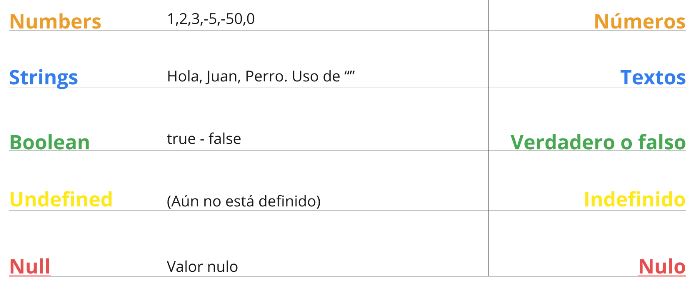 Numbers 1,2,3,-5,-50,0 Números
Strings Hola, Juan, Perro. Uso de “” Textos
Boolean true - false Verdadero o falso
Undefined (Aún no está definido) Indefinido
Null Valor nulo Nulo